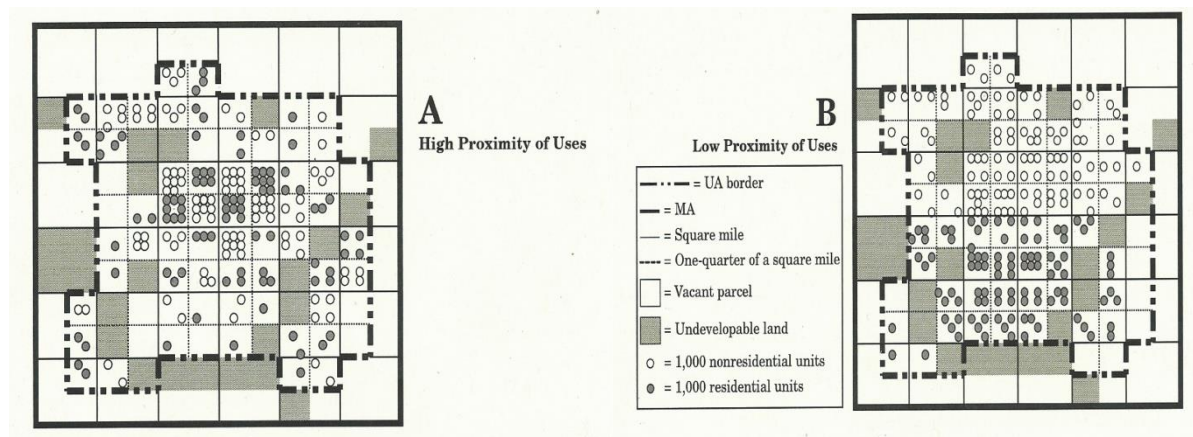 A
High Proximity of Uses
B
Low Proximity of Uses
= UA border
= MA
= Square mile
= One-quarter of a square mile
= Vacant parcel
= Undevelopable land
= 1,000 nonresidential units
= 1,000 residential units